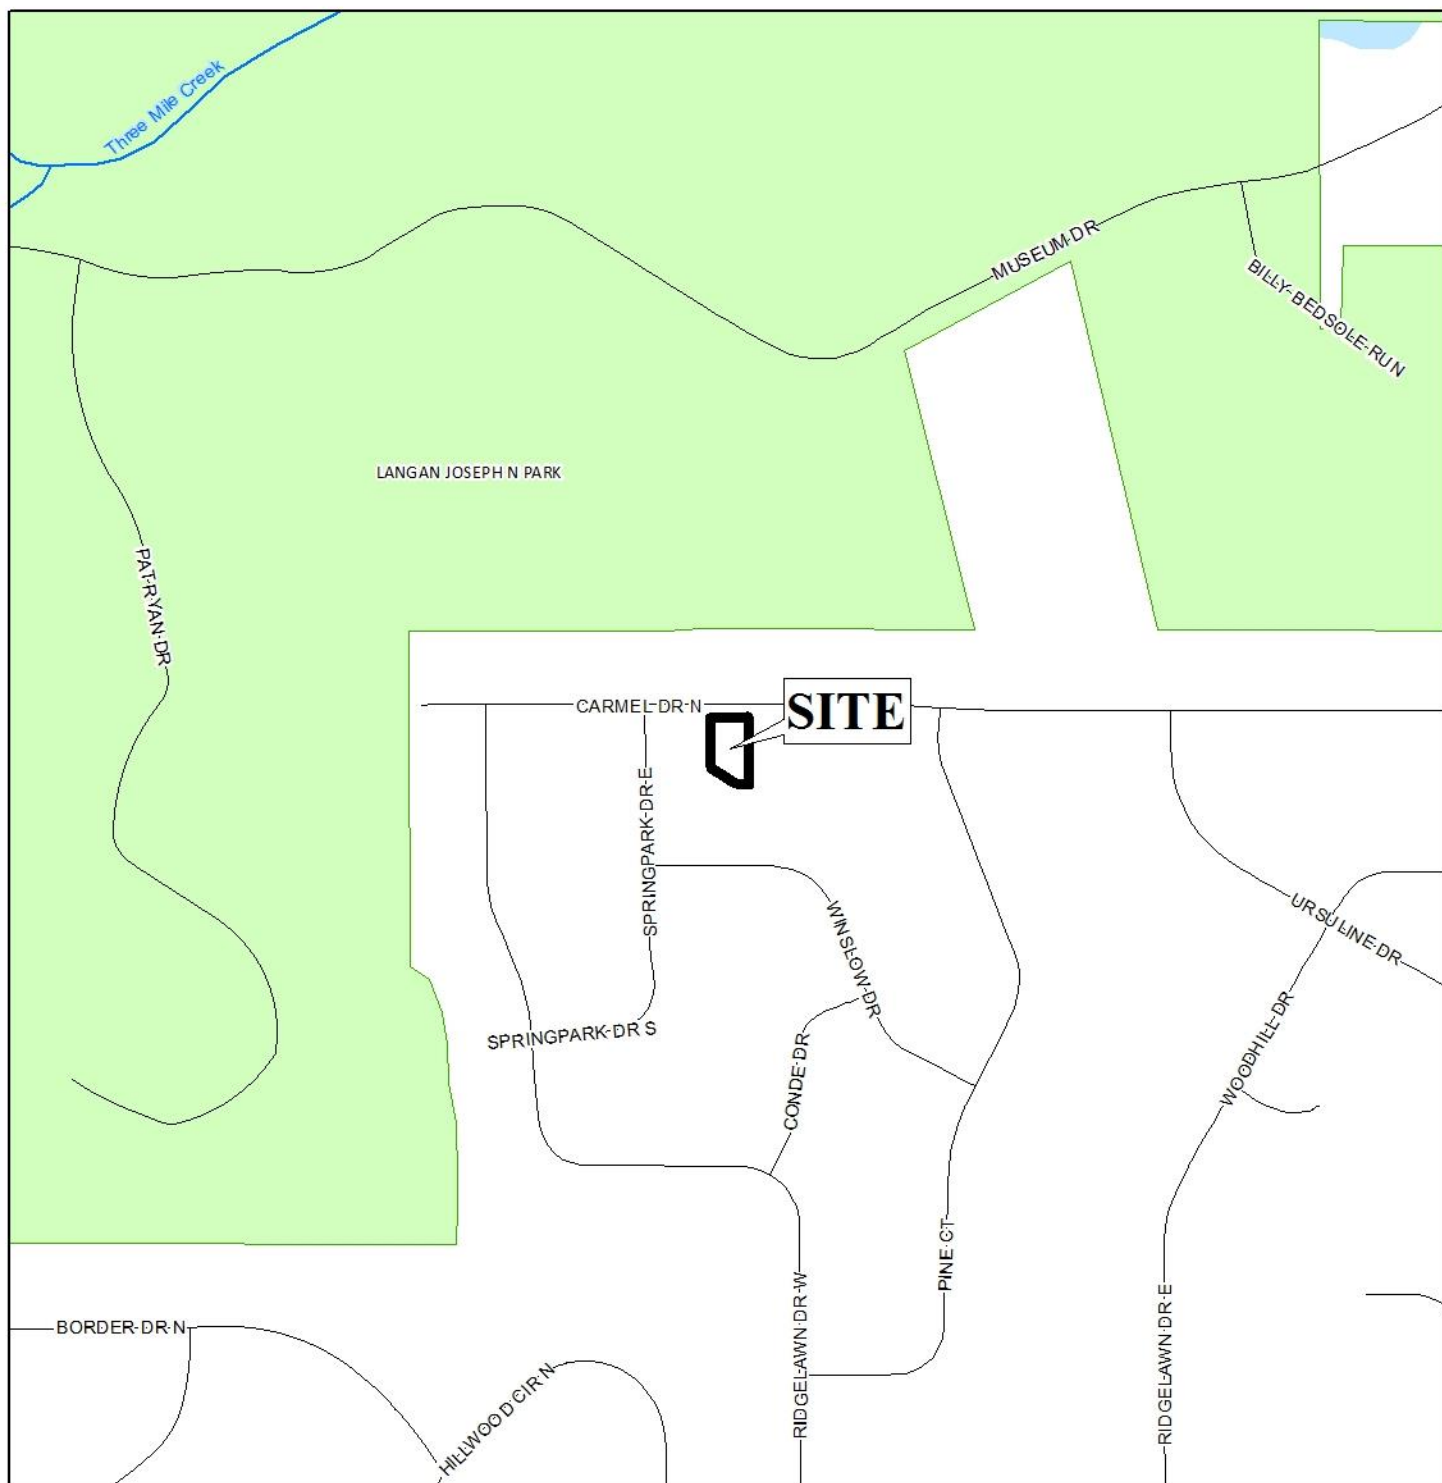 Three Mile Creek
MUSEUM DR
BILLY BEDSOLE RUN
LANGAN JOSEPH N PARK
PAT RYAN DR
CARMEL DR N
SITE
SPRINGPARK DR E
WINSLOW DR
URSULINE DR
SPRINGPARK DR S
CONDE DR
WOODHILL DR
PINE CT
RIDGELAWN DR W
RIDGELAWN DR E
BORDER DR N
HILLWOOD CIR N